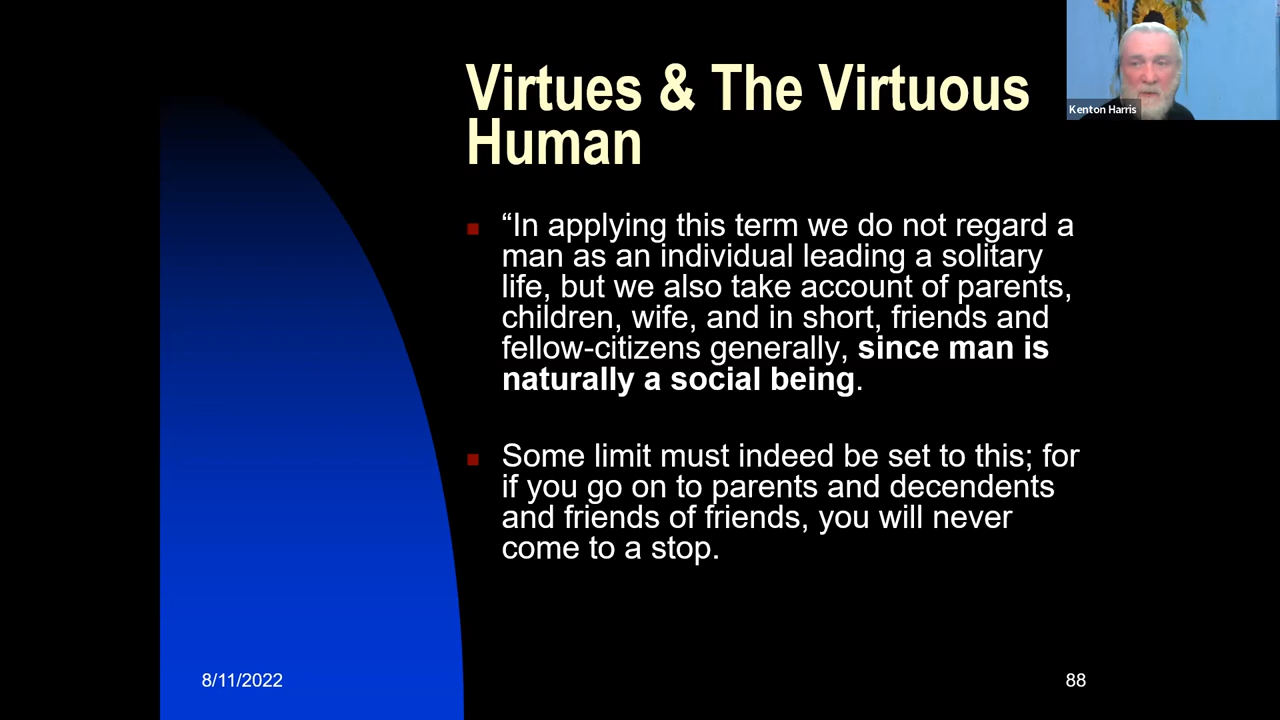 Virtues & The Virtuous
Human
Kenton Harris
“In applying this term we do not regard a
man as an individual leading a solitary
life, but we also take account of parents,
children, wife, and in short, friends and
fellow-citizens generally, since man is
naturally a social being.
Some limit must indeed be set to this; for
if you go on to parents and decendents
and friends of friends, you will never
come to a stop.
8/11/2022
88